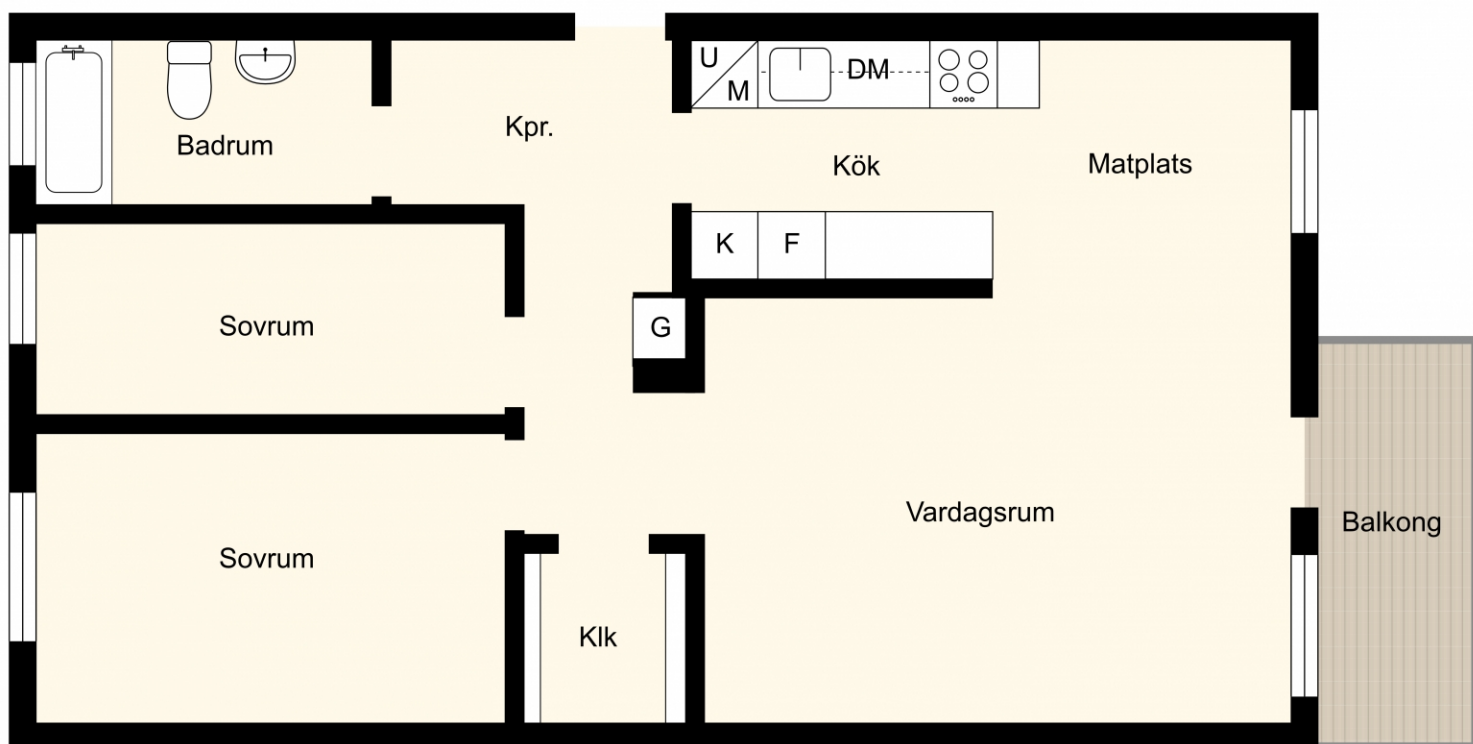 U
M
DM
Kpr.
Badrum
Kök
Matplats
K
F
Sovrum
G
Vardagsrum
Balkong
Sovrum
Klk